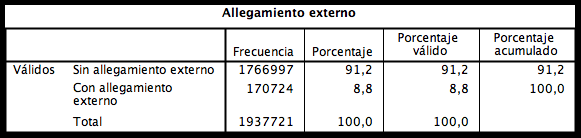 Allegamiento externo
Frecuencia Porcentaje Porcentaje válido Porcentaje acumulado
Válidos Sin allegamiento externo 1766997 91,2 91,2 91,2
Con allegamiento externo 170724 8,8 8,8 100,0
Total 1937721 100,0 100,0